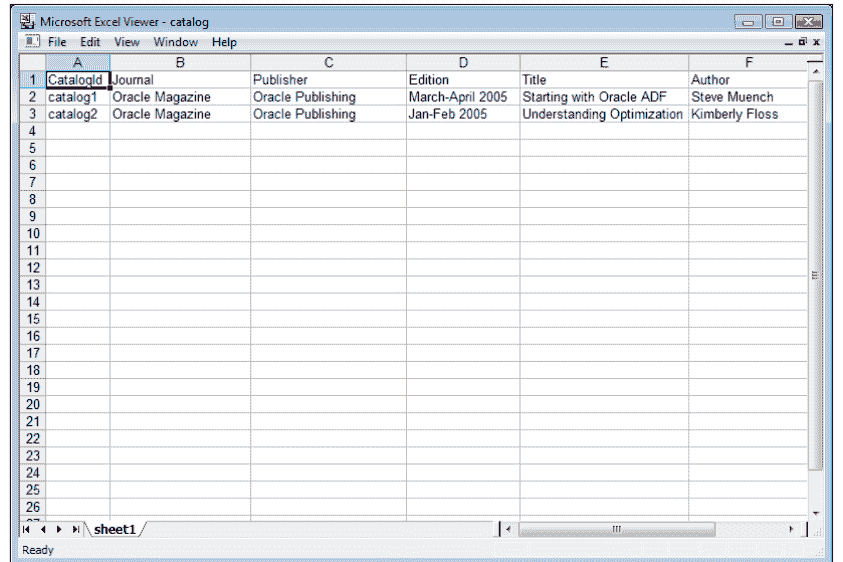 Microsoft Excel Viewer - catalog
File Edit View Window Help
A B C D E F
1 CatalogId Journal Publisher Edition Title Author
2 catalog1 Oracle Magazine Oracle Publishing March-April 2005 Starting with Oracle ADF Steve Muench
3 catalog2 Oracle Magazine Oracle Publishing Jan-Feb 2005 Understanding Optimization Kimberly Floss
4
5
6
7
8
9
10
11
12
13
14
15
16
17
18
19
20
21
22
23
24
25
26
sheet1
Ready